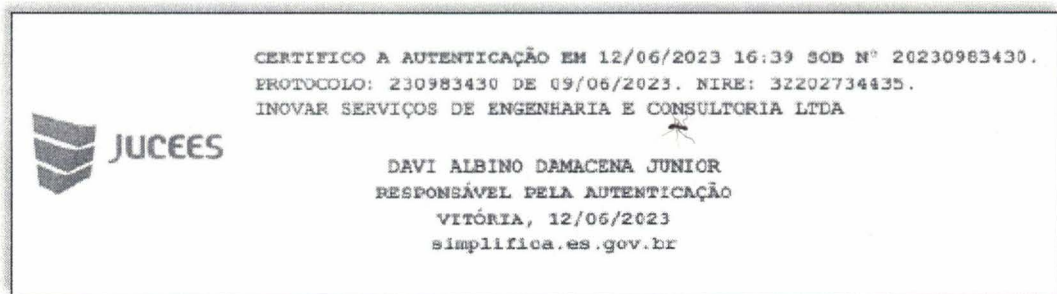 CERTIFICO A AUTENTICAÇÃO EM 12/06/2023 16:39 SOB Nº 20230983430.
PROTOCOLO: 230983430 DE 09/06/2023. NIRE: 32202734435.
INOVAR SERVIÇOS DE ENGENHARIA E CONSULTORIA LTDA
JUCEES
DAVI ALBINO DAMACENA JUNIOR
RESPONSÁVEL PELA AUTENTICAÇÃO
VITÓRIA, 12/06/2023
simplifica.es.gov.br